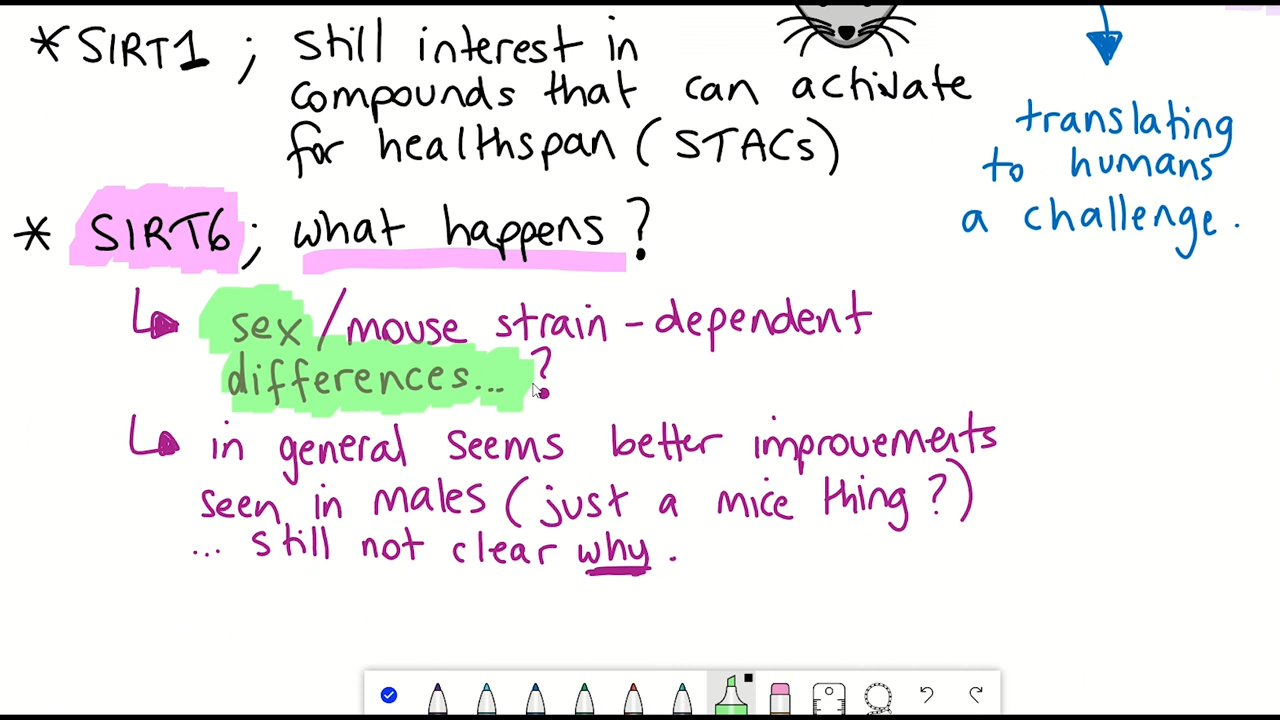 * SIRT1 ; still interest in
compounds that can activate
for healthspan (STACs)
translating
to humans
a challenge.
* SIRT6 ; what happens?
↳ sex/mouse strain-dependent
differences... ?
↳ in general seems better improvements
seen in males (just a mice thing?)
... still not clear why.